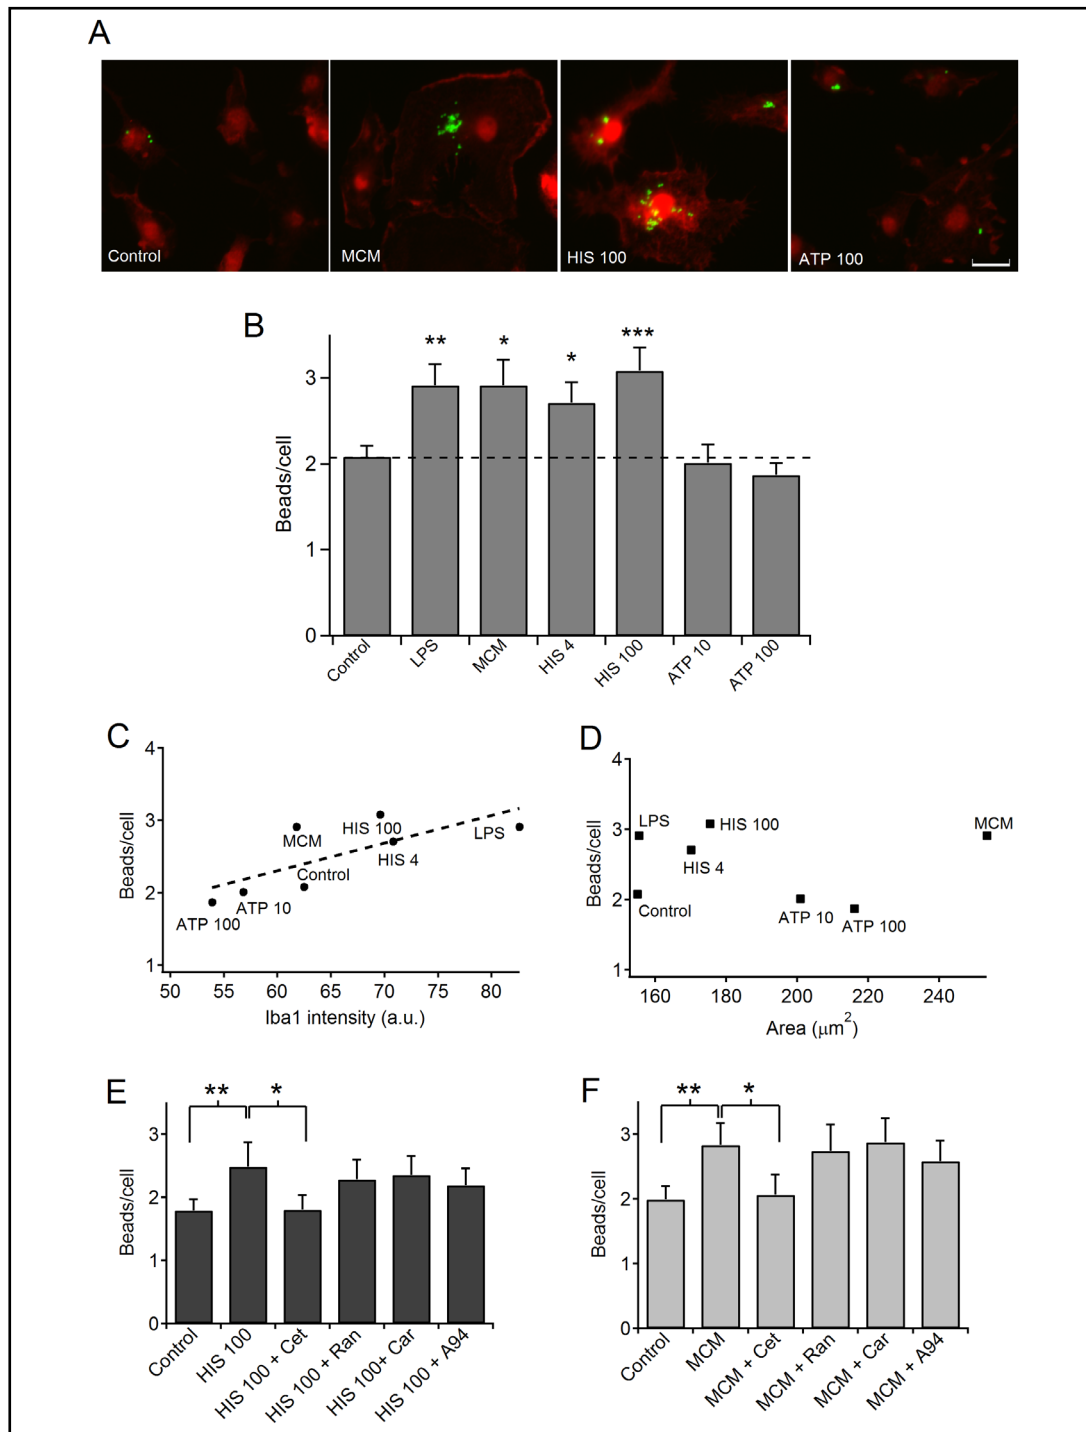 A
Control
MCM
HIS 100
ATP 100
B
** * * ***
Beads/cell
3
2
1
0
Control
LPS
MCM
HIS 4
HIS 100
ATP 10
ATP 100
C
Beads/cell
4
3
2
1
MCM
HIS 100
LPS
HIS 4
Control
ATP 10
ATP 100
50 55 60 65 70 75 80
Iba1 intensity (a.u.)
D
Beads/cell
4
3
2
1
LPS
HIS 100
MCM
HIS 4
Control
ATP 10
ATP 100
160 180 200 220 240
Area (μm²)
E
** *
Beads/cell
3
2
1
0
Control
HIS 100
HIS 100 + Cet
HIS 100 + Ran
HIS 100+ Car
HIS 100 + A94
F
** *
Beads/cell
3
2
1
0
Control
MCM
MCM + Cet
MCM + Ran
MCM + Car
MCM + A94